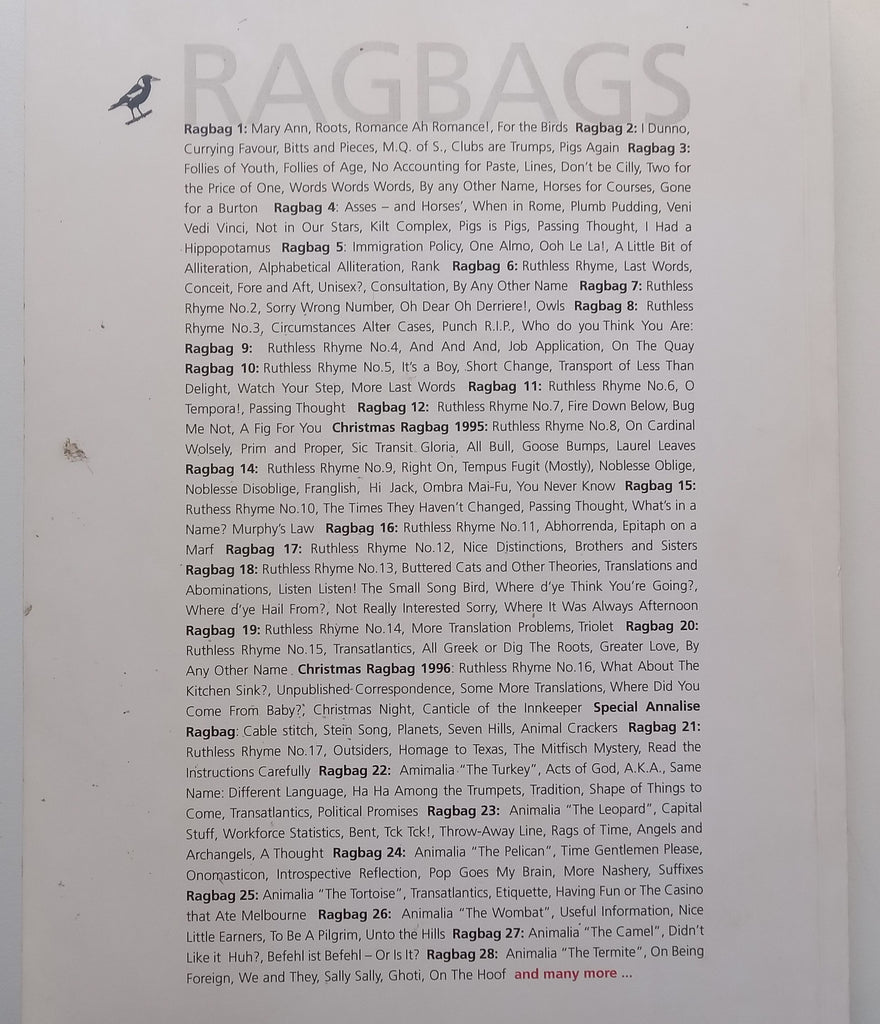 RAGBAGS
Ragbag 1: Mary Ann, Roots, Romance Ah Romance!, For the Birds Ragbag 2: I Dunno,
Currying Favour, Bitts and Pieces, M.Q. of S., Clubs are Trumps, Pigs Again Ragbag 3:
Follies of Youth, Follies of Age, No Accounting for Paste, Lines, Don't be Cilly, Two for
the Price of One, Words Words Words, By any Other Name, Horses for Courses, Gone
for a Burton Ragbag 4: Asses – and Horses', When in Rome, Plumb Pudding, Veni
Vedi Vinci, Not in Our Stars, Kilt Complex, Pigs is Pigs, Passing Thought, I Had a
Hippopotamus Ragbag 5: Immigration Policy, One Almo, Ooh Le La!, A Little Bit of
Alliteration, Alphabetical Alliteration, Rank Ragbag 6: Ruthless Rhyme, Last Words,
Conceit, Fore and Aft, Unisex?, Consultation, By Any Other Name Ragbag 7: Ruthless
Rhyme No.2, Sorry Wrong Number, Oh Dear Oh Derriere!, Owls Ragbag 8: Ruthless
Rhyme No.3, Circumstances Alter Cases, Punch R.I.P., Who do you Think You Are:
Ragbag 9: Ruthless Rhyme No.4, And And And, Job Application, On The Quay
Ragbag 10: Ruthless Rhyme No.5, It's a Boy, Short Change, Transport of Less Than
Delight, Watch Your Step, More Last Words Ragbag 11: Ruthless Rhyme No.6, O
Tempora!, Passing Thought Ragbag 12: Ruthless Rhyme No.7, Fire Down Below, Bug
Me Not, A Fig For You Christmas Ragbag 1995: Ruthless Rhyme No.8, On Cardinal
Wolsely, Prim and Proper, Sic Transit Gloria, All Bull, Goose Bumps, Laurel Leaves
Ragbag 14: Ruthless Rhyme No.9, Right On, Tempus Fugit (Mostly), Noblesse Oblige,
Noblesse Disoblige, Franglish, Hi Jack, Ombra Mai-Fu, You Never Know Ragbag 15:
Ruthess Rhyme No.10, The Times They Haven't Changed, Passing Thought, What's in a
Name? Murphy's Law Ragbag 16: Ruthless Rhyme No.11, Abhorrenda, Epitaph on a
Marf Ragbag 17: Ruthless Rhyme No.12, Nice Distinctions, Brothers and Sisters
Ragbag 18: Ruthless Rhyme No.13, Buttered Cats and Other Theories, Translations and
Abominations, Listen Listen! The Small Song Bird, Where d'ye Think You're Going?,
Where d'ye Hail From?, Not Really Interested Sorry, Where It Was Always Afternoon
Ragbag 19: Ruthless Rhyme No.14, More Translation Problems, Triolet Ragbag 20:
Ruthless Rhyme No.15, Transatlantics, All Greek or Dig The Roots, Greater Love, By
Any Other Name Christmas Ragbag 1996: Ruthless Rhyme No.16, What About The
Kitchen Sink?, Unpublished Correspondence, Some More Translations, Where Did You
Come From Baby?, Christmas Night, Canticle of the Innkeeper Special Annalise
Ragbag: Cable stitch, Stein Song, Planets, Seven Hills, Animal Crackers Ragbag 21:
Ruthless Rhyme No.17, Outsiders, Homage to Texas, The Mitfisch Mystery, Read the
Instructions Carefully Ragbag 22: Amimalia "The Turkey", Acts of God, A.K.A., Same
Name: Different Language, Ha Ha Among the Trumpets, Tradition, Shape of Things to
Come, Transatlantics, Political Promises Ragbag 23: Animalia "The Leopard", Capital
Stuff, Workforce Statistics, Bent, Tck Tck!, Throw-Away Line, Rags of Time, Angels and
Archangels, A Thought Ragbag 24: Animalia "The Pelican", Time Gentlemen Please,
Onomasticon, Introspective Reflection, Pop Goes My Brain, More Nashery, Suffixes
Ragbag 25: Animalia "The Tortoise", Transatlantics, Etiquette, Having Fun or The Casino
that Ate Melbourne Ragbag 26: Animalia "The Wombat", Useful Information, Nice
Little Earners, To Be A Pilgrim, Unto the Hills Ragbag 27: Animalia "The Camel", Didn't
Like it Huh?, Befehl ist Befehl – Or Is It? Ragbag 28: Animalia "The Termite", On Being
Foreign, We and They, Sally Sally, Ghoti, On The Hoof and many more ...